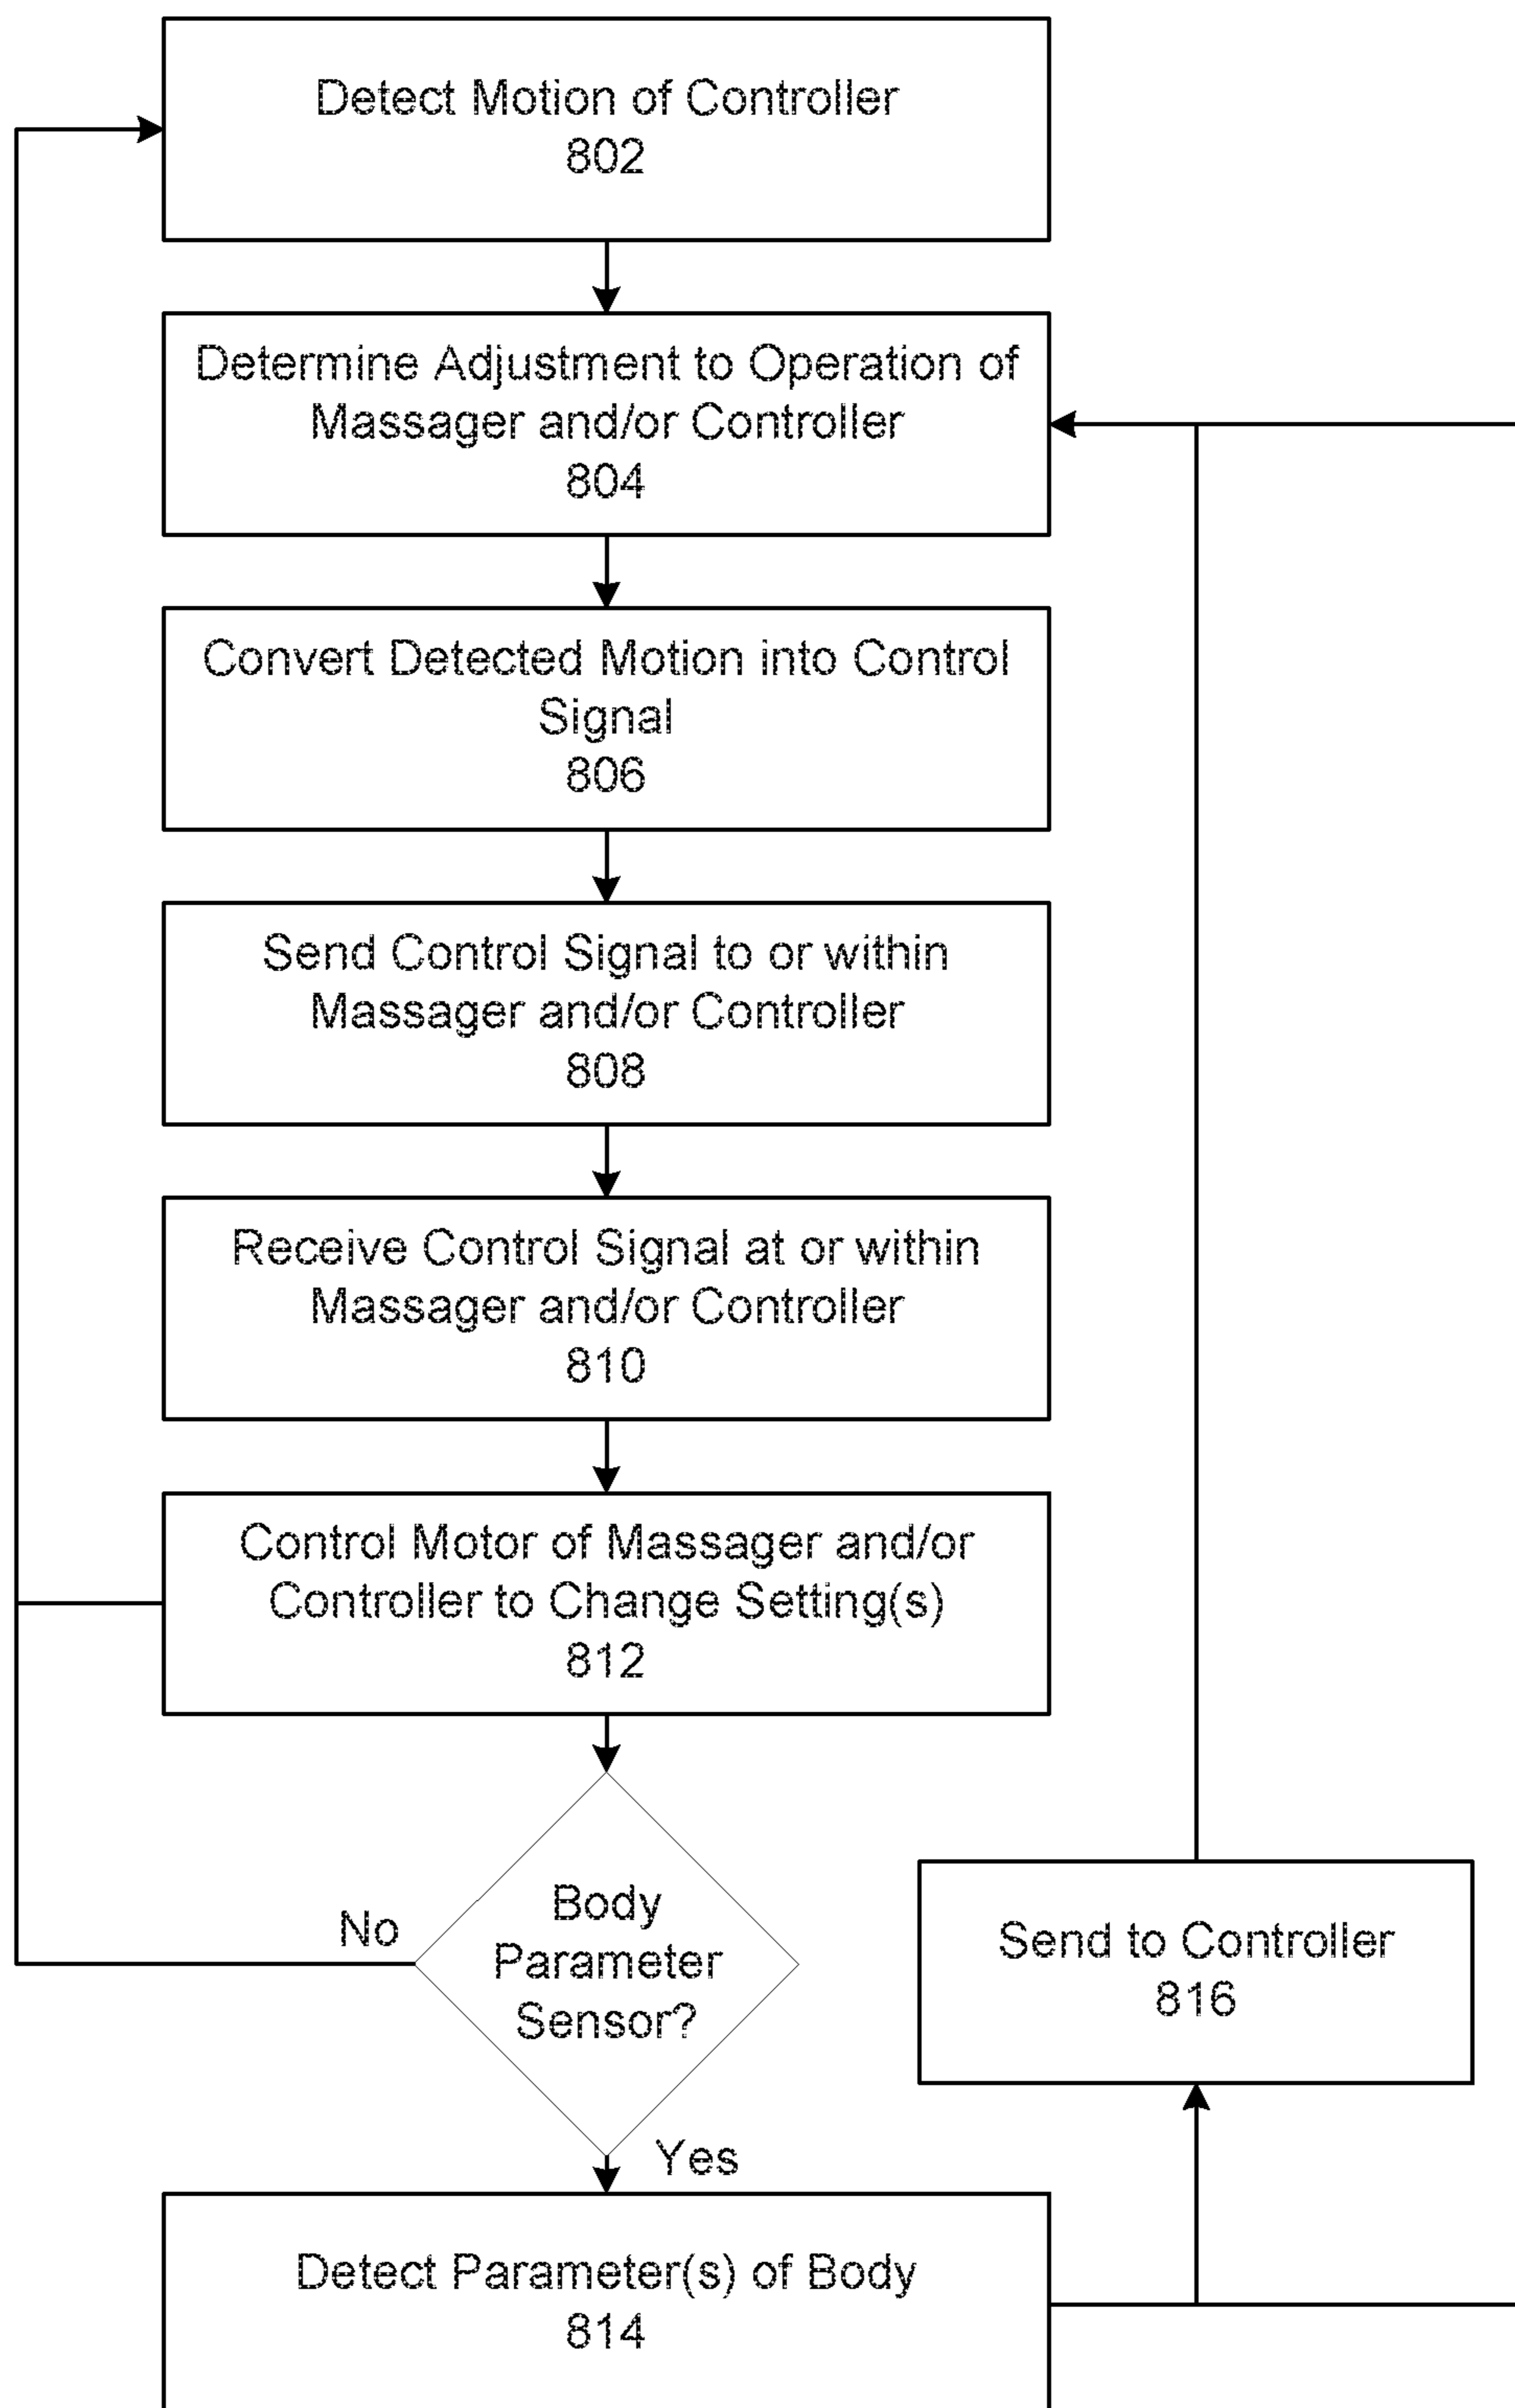 Detect Motion of Controller
802
Determine Adjustment to Operation of
Massager and/or Controller
804
Convert Detected Motion into Control
Signal
806
Send Control Signal to or within
Massager and/or Controller
808
Receive Control Signal at or within
Massager and/or Controller
810
Control Motor of Massager and/or
Controller to Change Setting(s)
812
Body
Parameter
Sensor?
No
Yes
Send to Controller
816
Detect Parameter(s) of Body
814